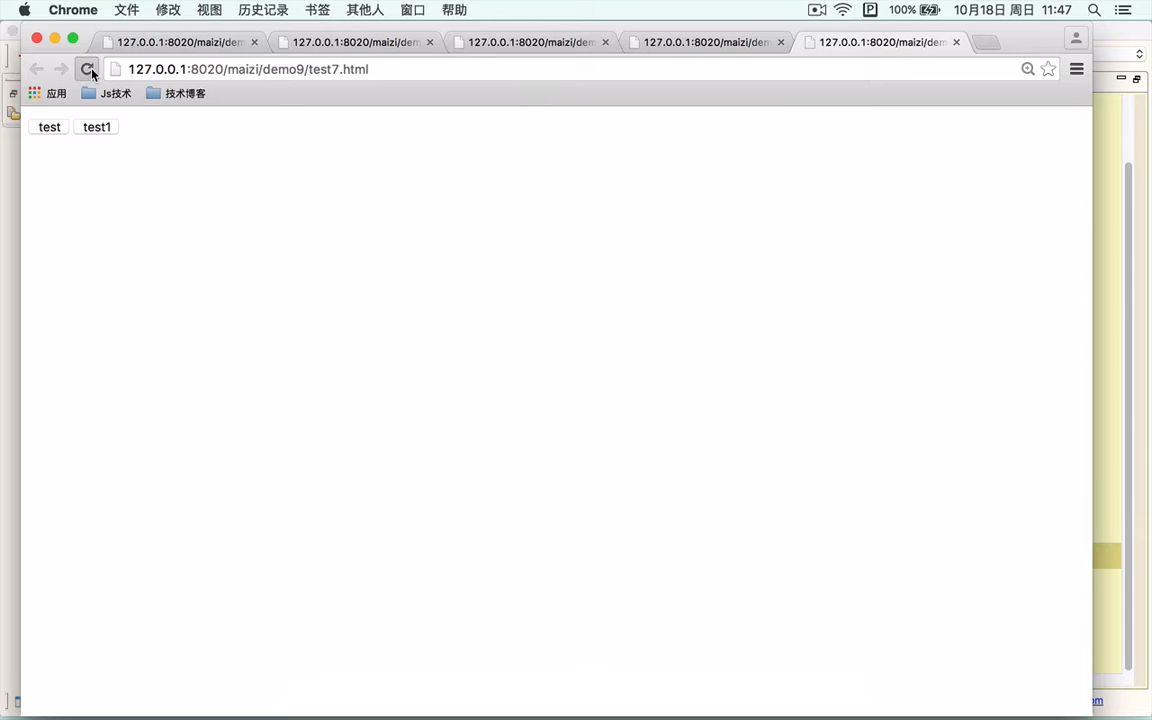 Chrome 文件 修改 视图 历史记录 书签 其他人 窗口 帮助 P 100% 10月18日 周日 11:47
127.0.0.1:8020/maizi/dem 127.0.0.1:8020/maizi/dem 127.0.0.1:8020/maizi/dem 127.0.0.1:8020/maizi/dem 127.0.0.1:8020/maizi/dem
127.0.0.1:8020/maizi/demo9/test7.html
应用 Js技术 技术博客
test test1
om